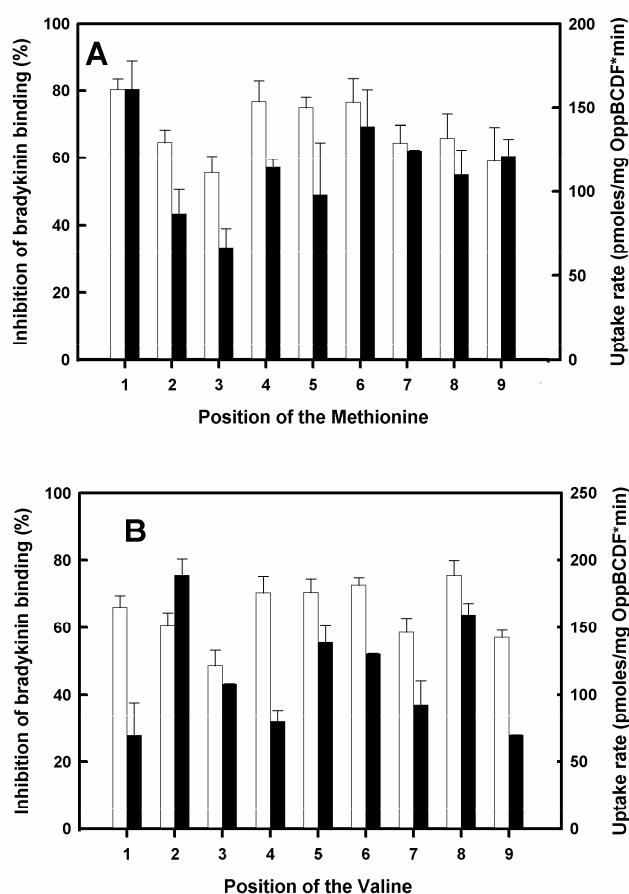 A
Inhibition of bradykinin binding (%)
100
80
60
40
20
0
200
150
100
50
0
Uptake rate (pmoles/mg OppBCDF*min)
1 2 3 4 5 6 7 8 9
Position of the Methionine
B
Inhibition of bradykinin binding (%)
100
80
60
40
20
0
250
200
150
100
50
0
Uptake rate (pmoles/mg OppBCDF*min)
1 2 3 4 5 6 7 8 9
Position of the Valine